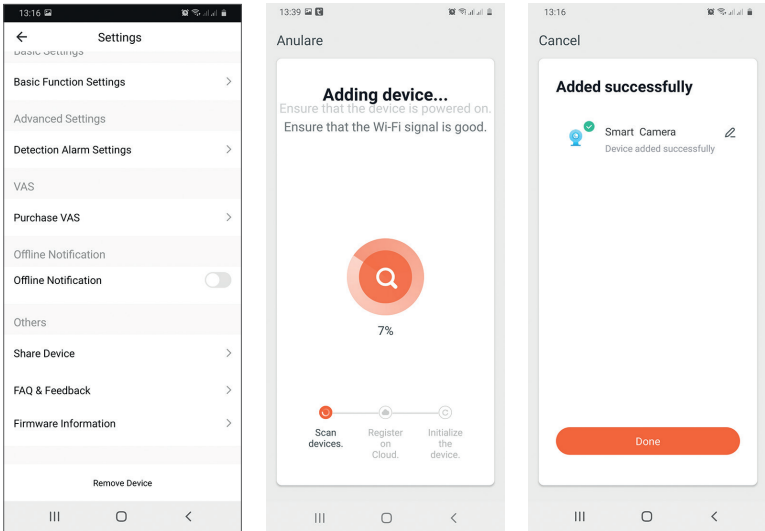 13:16
Settings
Basic Settings
Basic Function Settings
Advanced Settings
Detection Alarm Settings
VAS
Purchase VAS
Offline Notification
Offline Notification
Others
Share Device
FAQ & Feedback
Firmware Information
Remove Device
13:39
Anulare
Adding device...
Ensure that the device is powered on.
Ensure that the Wi-Fi signal is good.
7%
Scan
devices.
Register
on
Cloud.
Initialize
the
device.
13:16
Cancel
Added successfully
Smart Camera
Device added successfully
Done